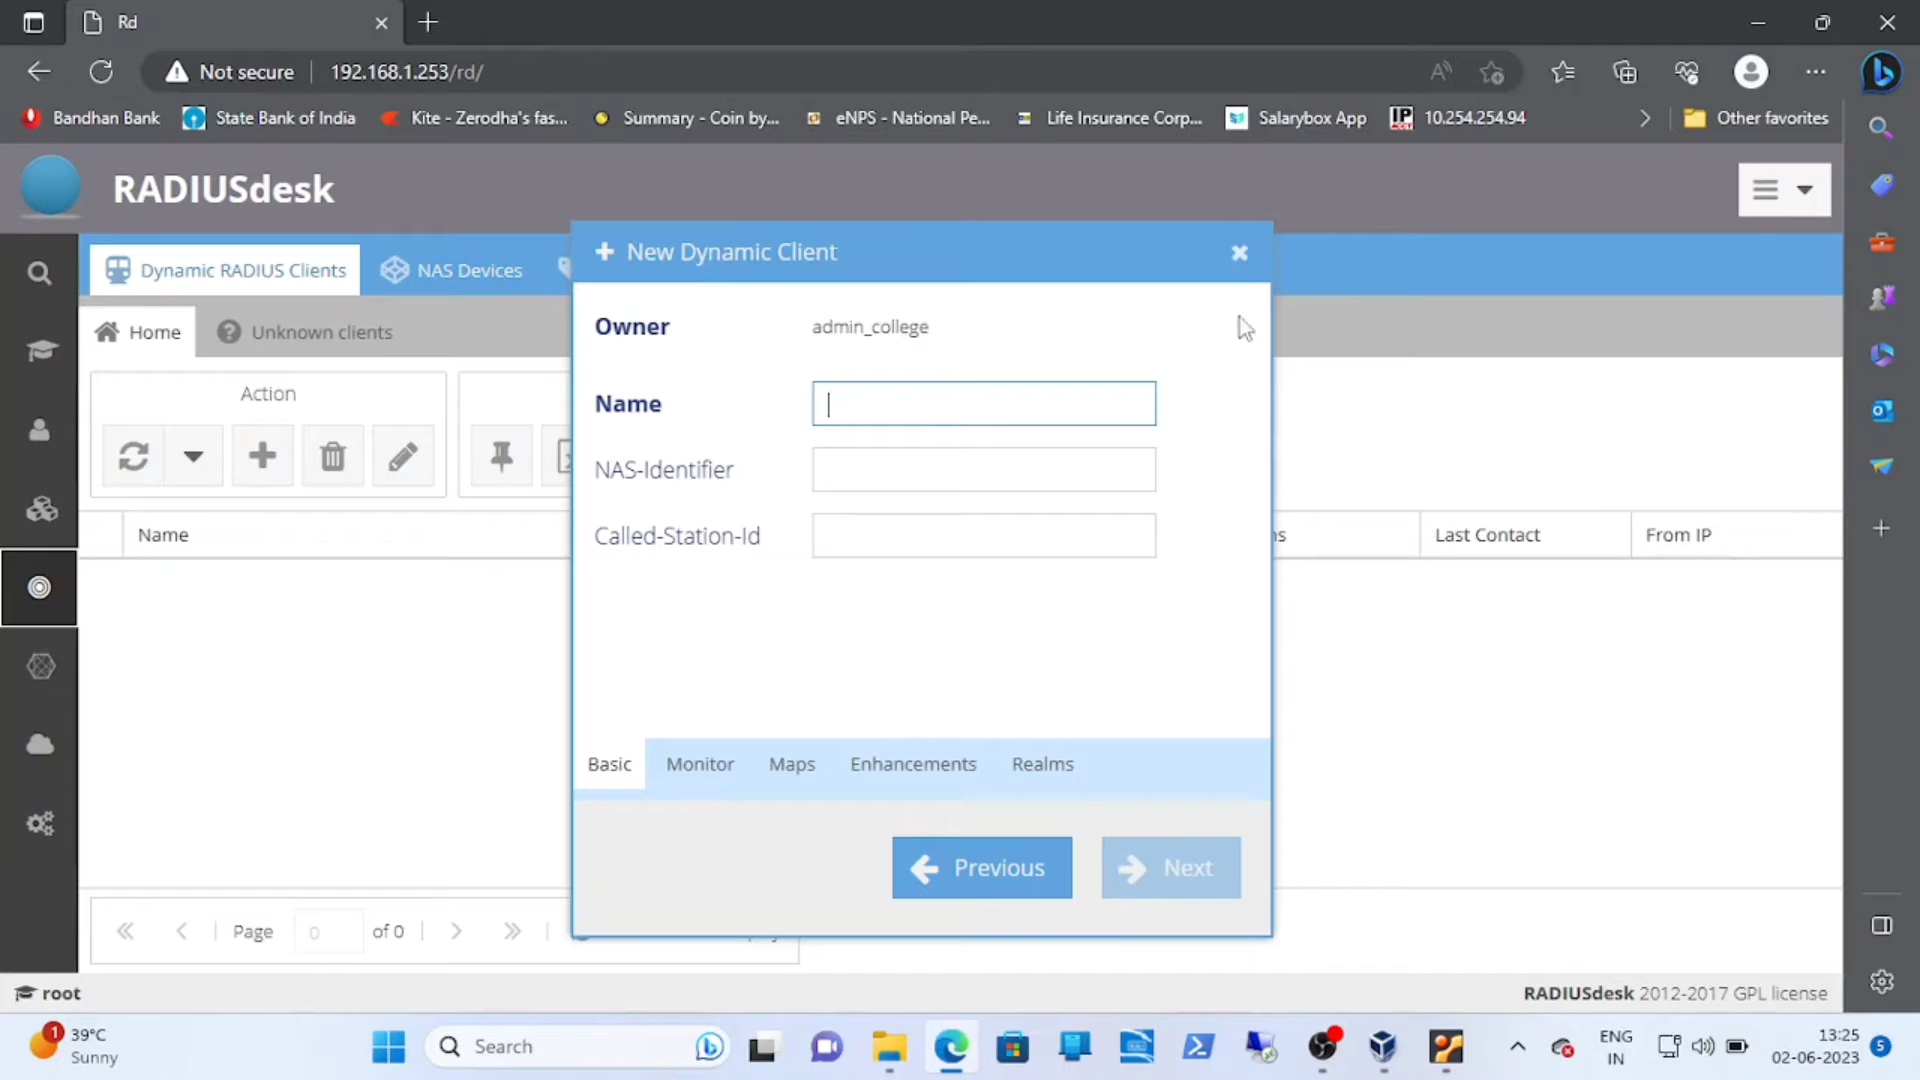 Rd
Not secure
192.168.1.253/rd/
Bandhan Bank
State Bank of India
Kite - Zerodha's fas...
Summary - Coin by...
eNPS - National Pe...
Life Insurance Corp...
Salarybox App
10.254.254.94
Other favorites
RADIUSdesk
Dynamic RADIUS Clients
NAS Devices
New Dynamic Client
Home
Unknown clients
Owner admin_college
Action
Name
NAS-Identifier
Called-Station-Id
Name
Last Contact
From IP
Basic Monitor Maps Enhancements Realms
Previous
Next
Page 0 of 0
root
RADIUSdesk 2012-2017 GPL license
1
39°C
Sunny
Search
ENG
IN
13:25
02-06-2023
5